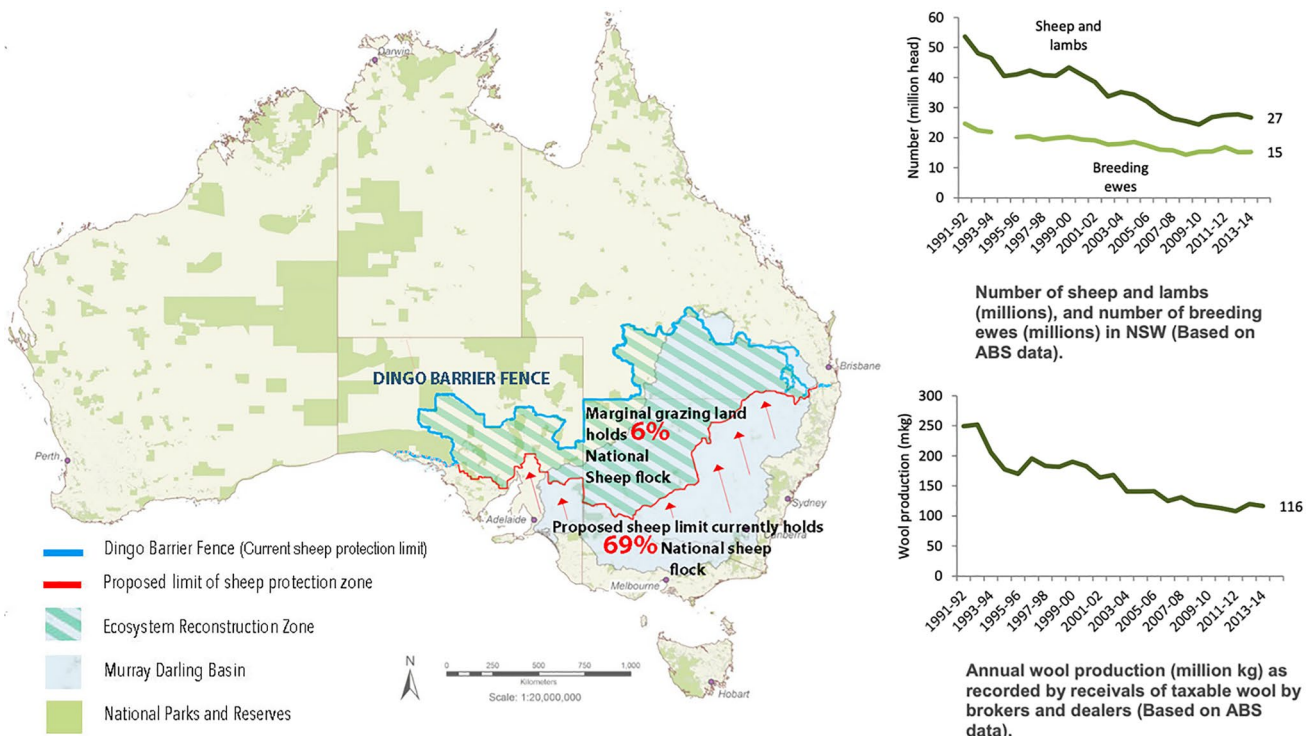 Darwin
DINGO BARRIER FENCE
Brisbane
Marginal grazing land
holds 6%
National
Sheep flock
Perth
Sydney
Adelaide
Canberra
Proposed sheep limit currently holds
69% National sheep
flock
Melbourne
Hobart
Dingo Barrier Fence (Current sheep protection limit)
Proposed limit of sheep protection zone
Ecosystem Reconstruction Zone
Murray Darling Basin
National Parks and Reserves
N
0 250 500 750 1,000
Kilometers
Scale: 1:20,000,000
Number (million head)
60
50
40
30
20
10
0
Sheep and
lambs
27
Breeding
ewes
15
1991-92 1993-94 1995-96 1997-98 1999-00 2001-02 2003-04 2005-06 2007-08 2009-10 2011-12 2013-14
Number of sheep and lambs
(millions), and number of breeding
ewes (millions) in NSW (Based on
ABS data).
Wool production (mkg)
300
250
200
150
100
50
0
116
1991-92 1993-94 1995-96 1997-98 1999-00 2001-02 2003-04 2005-06 2007-08 2009-10 2011-12 2013-14
Annual wool production (million kg) as
recorded by receivals of taxable wool by
brokers and dealers (Based on ABS
data).